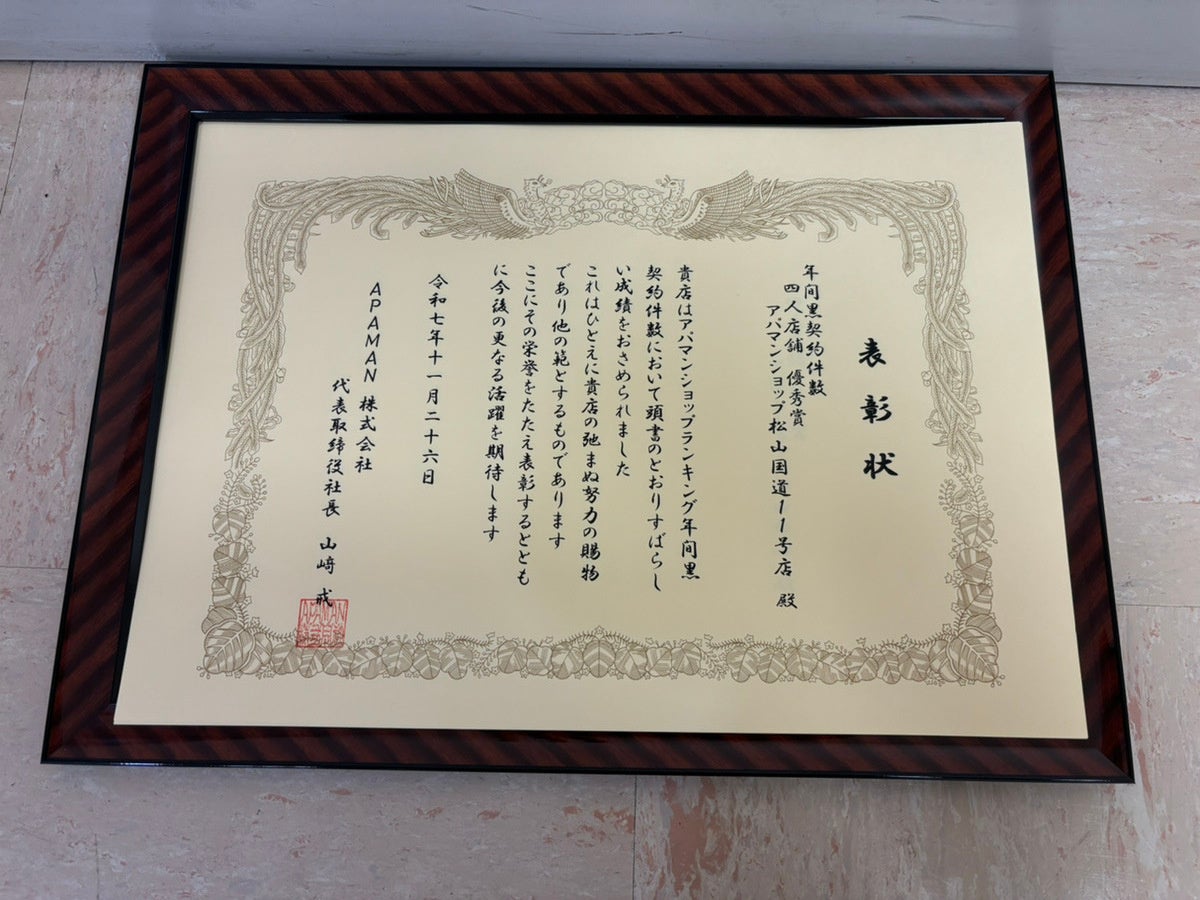 表彰状
年間黒契約件数
四人店舗 優秀賞
アパマンショップ松山国道11号店 殿
貴店はアパマンショップランキング年間黒
契約件数において頭書のとおりすばらし
い成績をおさめられました
これはひとえに貴店の弛まぬ努力の賜物
であり他の範とするものであります
ここにその栄誉をたたえ表彰するととも
に今後の更なる活躍を期待します
令和七年十一月二十六日
APAMAN 株式会社
代表取締役社長 山﨑 戒